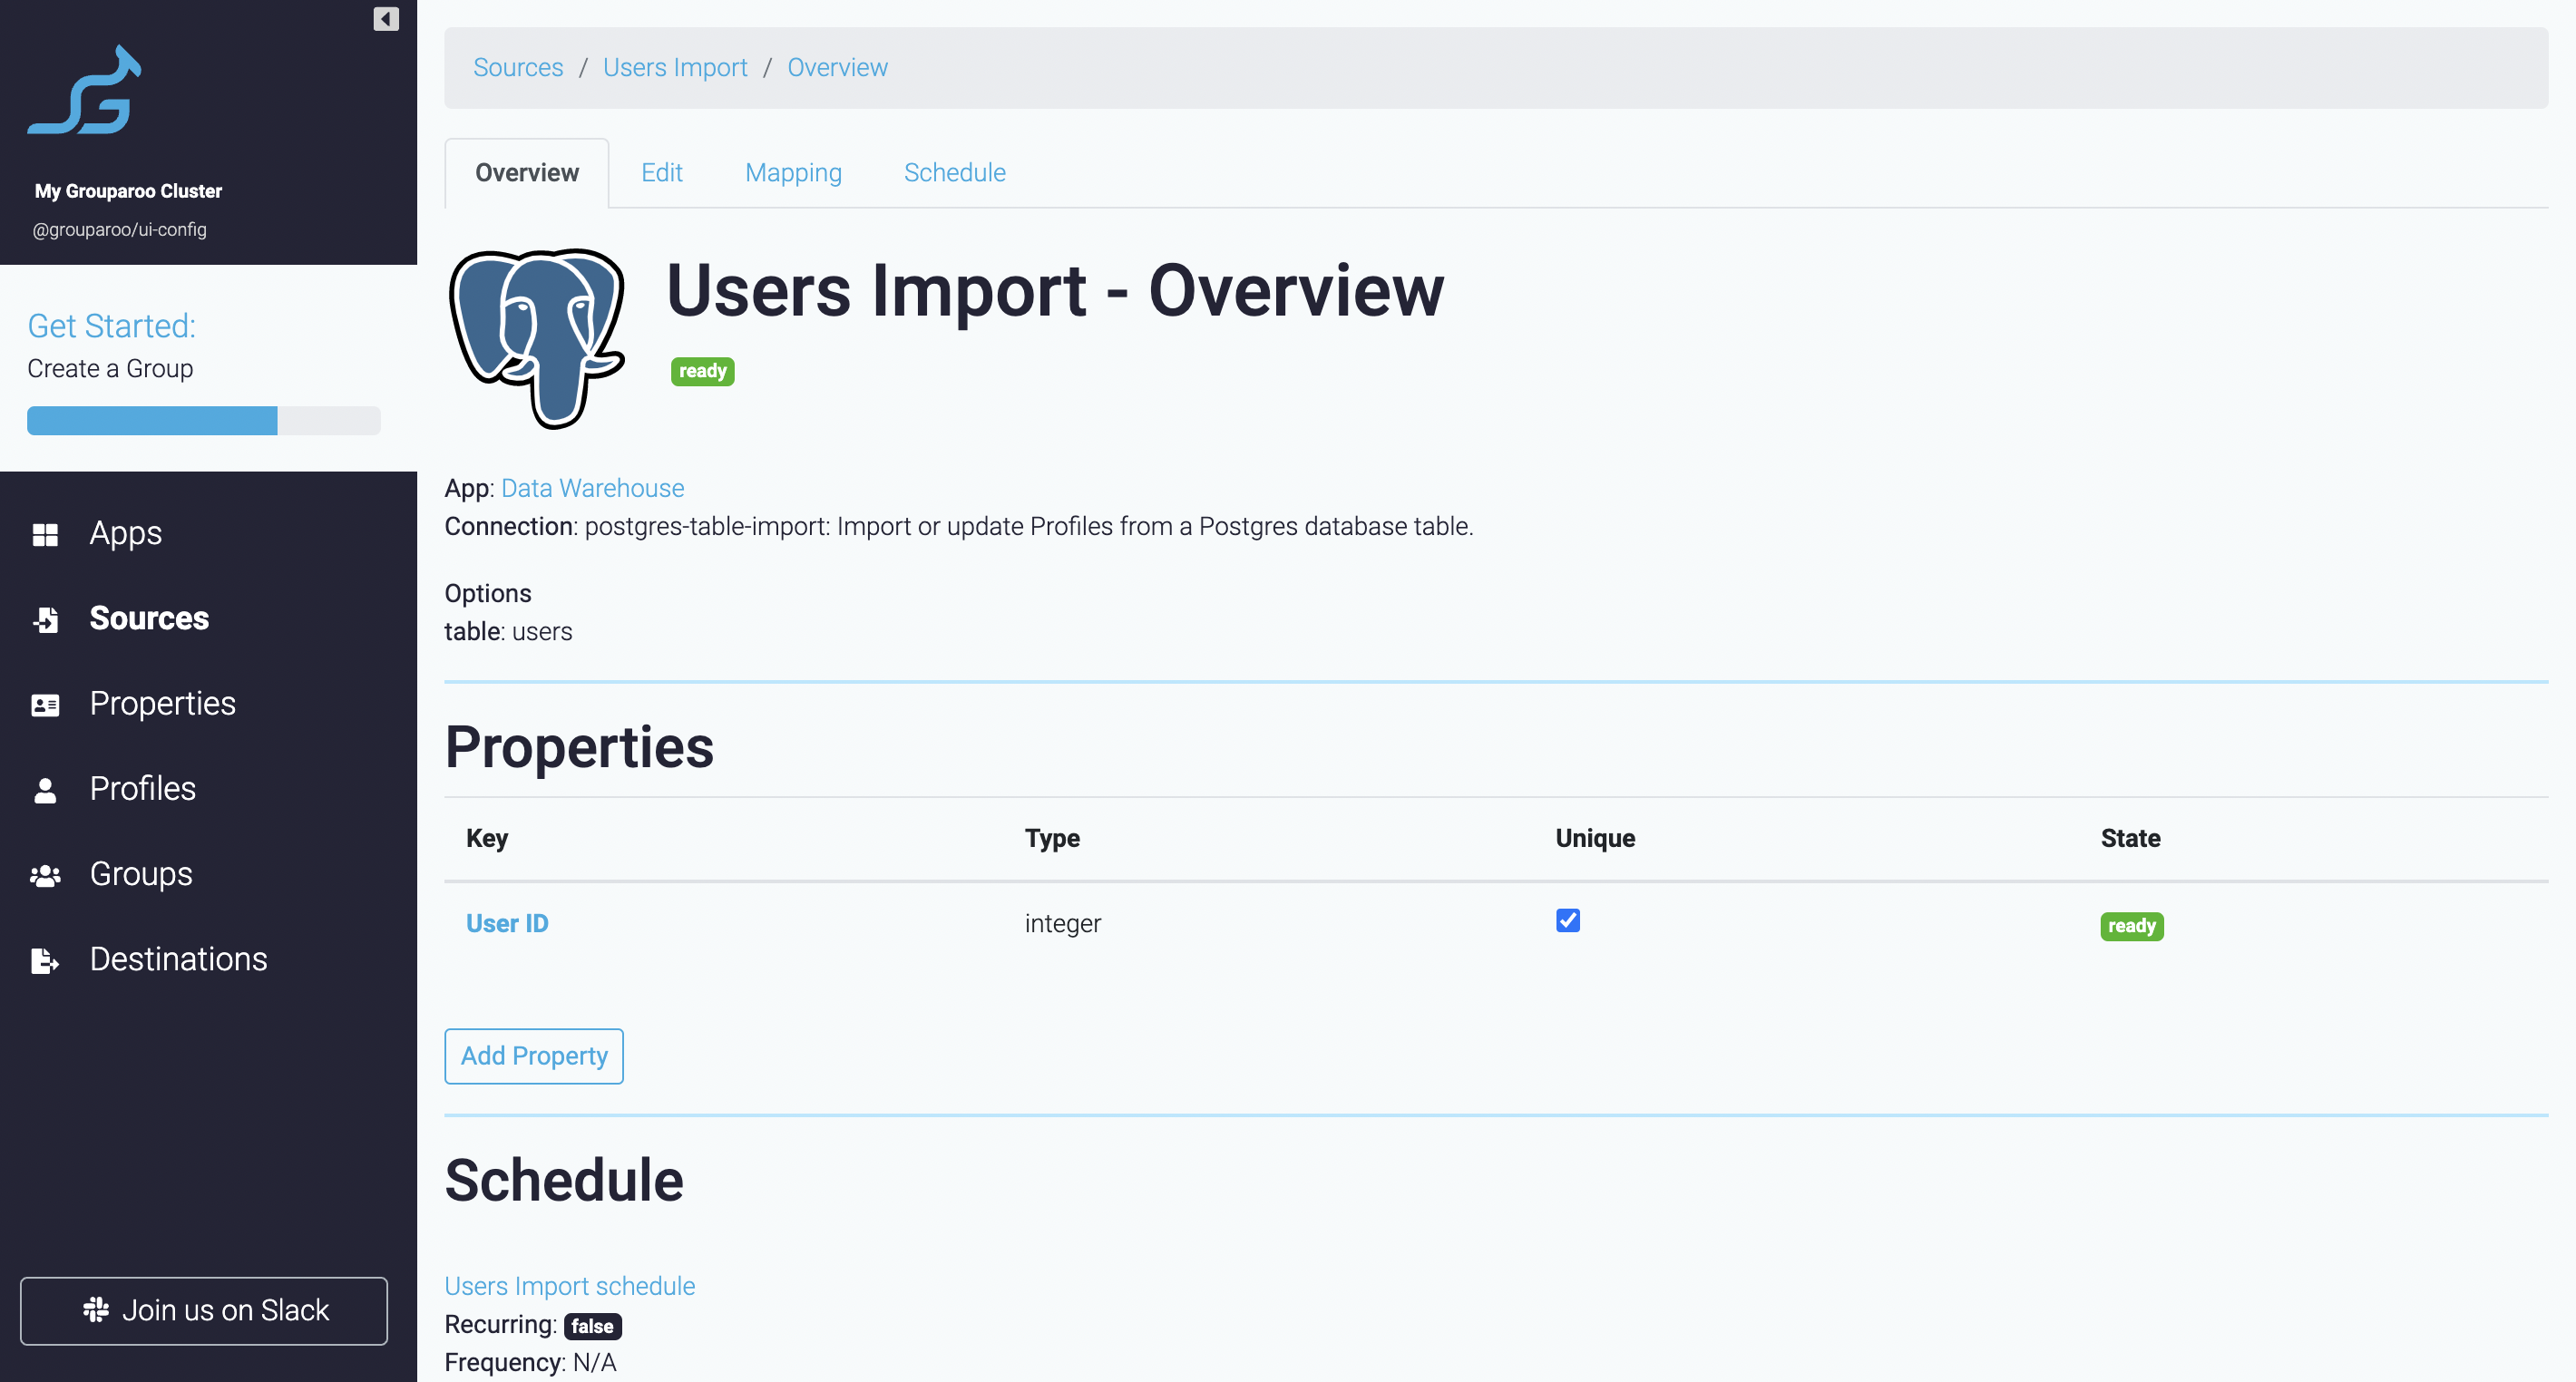 My Grouparoo Cluster
@grouparoo/ui-config
Get Started:
Create a Group
Apps
Sources
Properties
Profiles
Groups
Destinations
Join us on Slack
Sources / Users Import / Overview
Overview Edit Mapping Schedule
Users Import - Overview
ready
App: Data Warehouse
Connection: postgres-table-import: Import or update Profiles from a Postgres database table.
Options
table: users
Properties
Key Type Unique State
User ID integer ready
Add Property
Schedule
Users Import schedule
Recurring: false
Frequency: N/A